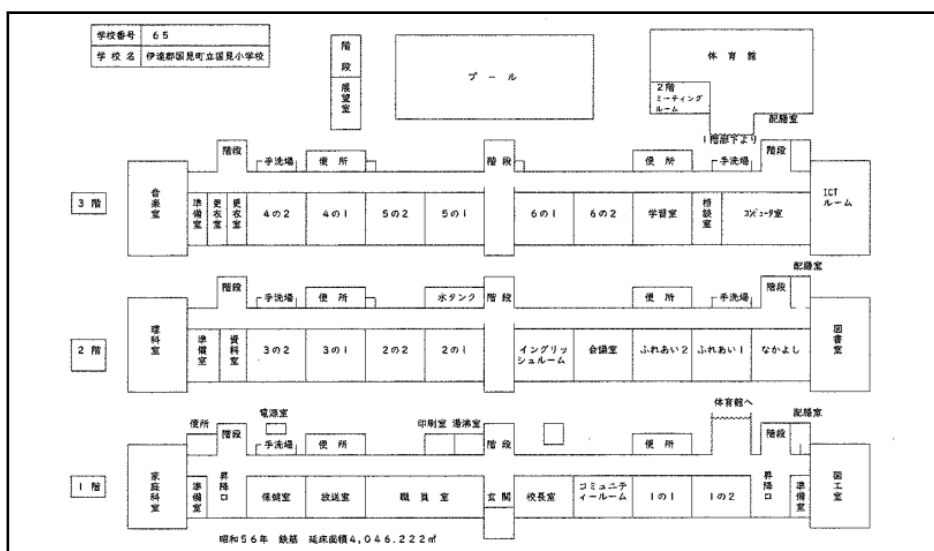 学校番号 65
学校名 伊達郡国見町立国見小学校
階段
展望室
プール
体育館
2階
ミーティング
ルーム
配膳室
1階廊下より
3階
階段
手洗場
便所
階段
便所
手洗場
階段
音楽室
準備室
更衣室
更衣室
4の2
4の1
5の2
5の1
6の1
6の2
学習室
相談室
コンピュータ室
ICT
ルーム
2階
配膳室
階段
手洗場
便所
水タンク
階段
便所
手洗場
階段
理科室
準備室
資料室
3の2
3の1
2の2
2の1
イングリッ
シュルーム
会議室
ふれあい2
ふれあい1
なかよし
図書室
1階
便所
階段
電源室
手洗場
便所
印刷室
湯沸室
階段
便所
体育館へ
配膳室
階段
家庭科室
準備室
昇降口
保健室
放送室
職員室
玄関
校長室
コミュニテ
ィールーム
1の1
1の2
昇降口
準備室
図工室
昭和56年 鉄筋 延床面積4,046.222㎡